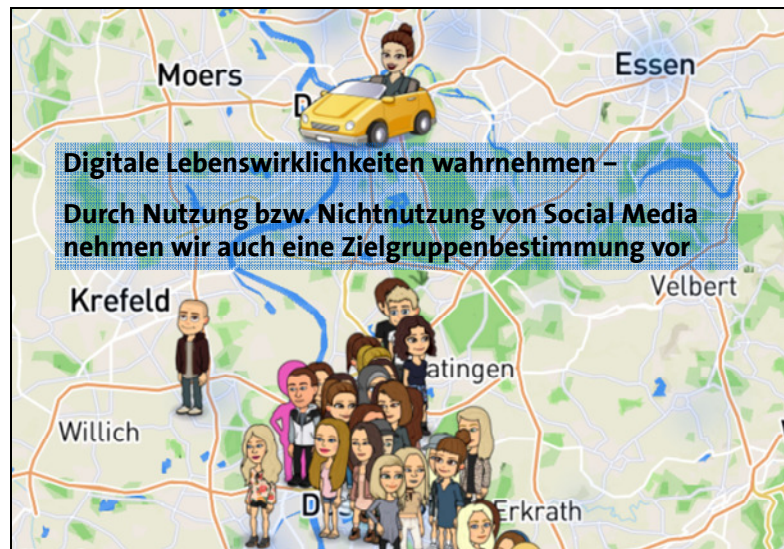 Moers
Essen
D
Digitale Lebenswirklichkeiten wahrnehmen –
Durch Nutzung bzw. Nichtnutzung von Social Media
nehmen wir auch eine Zielgruppenbestimmung vor
Velbert
Krefeld
atingen
Willich
D
Erkrath